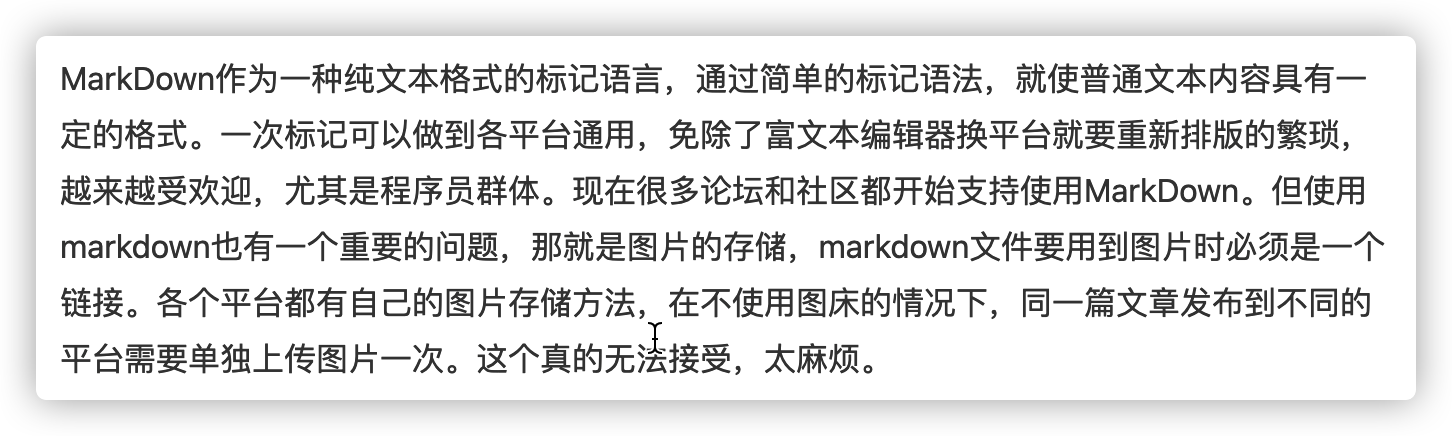 MarkDown作为一种纯文本格式的标记语言，通过简单的标记语法，就使普通文本内容具有一
定的格式。一次标记可以做到各平台通用，免除了富文本编辑器换平台就要重新排版的繁琐，
越来越受欢迎，尤其是程序员群体。现在很多论坛和社区都开始支持使用MarkDown。但使用
markdown也有一个重要的问题，那就是图片的存储，markdown文件要用到图片时必须是一个
链接。各个平台都有自己的图片存储方法，在不使用图床的情况下，同一篇文章发布到不同的
平台需要单独上传图片一次。这个真的无法接受，太麻烦。